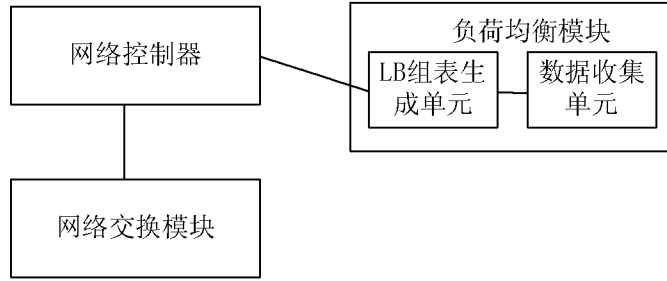 网络控制器
负荷均衡模块
LB组表生
成单元
数据收集
单元
网络交换模块